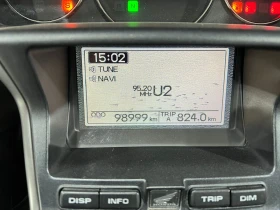 15:02
TUNE
NAVI
95.20 MHz U2
ODO 98999 km TRIP A 824.0 km
DISP INFO TRIP DIM